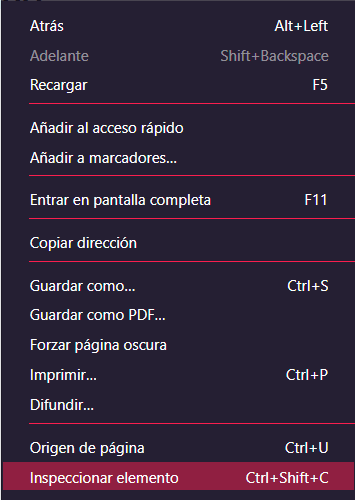 Atrás Alt+Left
Adelante Shift+Backspace
Recargar F5
Añadir al acceso rápido
Añadir a marcadores...
Entrar en pantalla completa F11
Copiar dirección
Guardar como... Ctrl+S
Guardar como PDF...
Forzar página oscura
Imprimir... Ctrl+P
Difundir...
Origen de página Ctrl+U
Inspeccionar elemento Ctrl+Shift+C